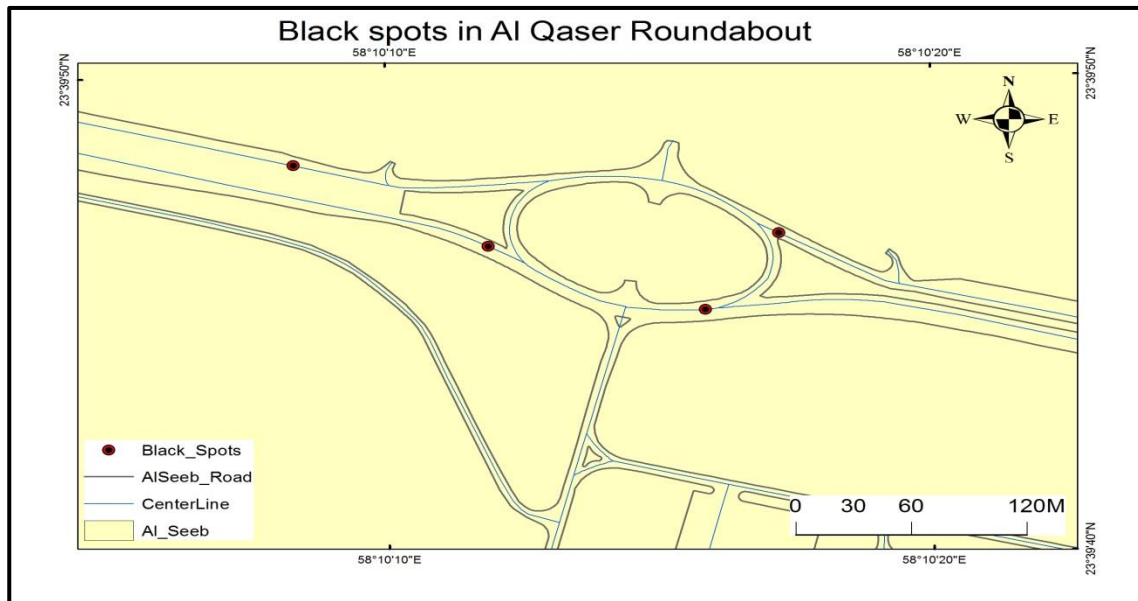 Black spots in Al Qaser Roundabout
58°10'10"E
58°10'20"E
23°39'50"N
23°39'50"N
N
W E
S
Black_Spots
AlSeeb_Road
CenterLine
Al_Seeb
0 30 60 120M
23°39'40"N
58°10'10"E
58°10'20"E